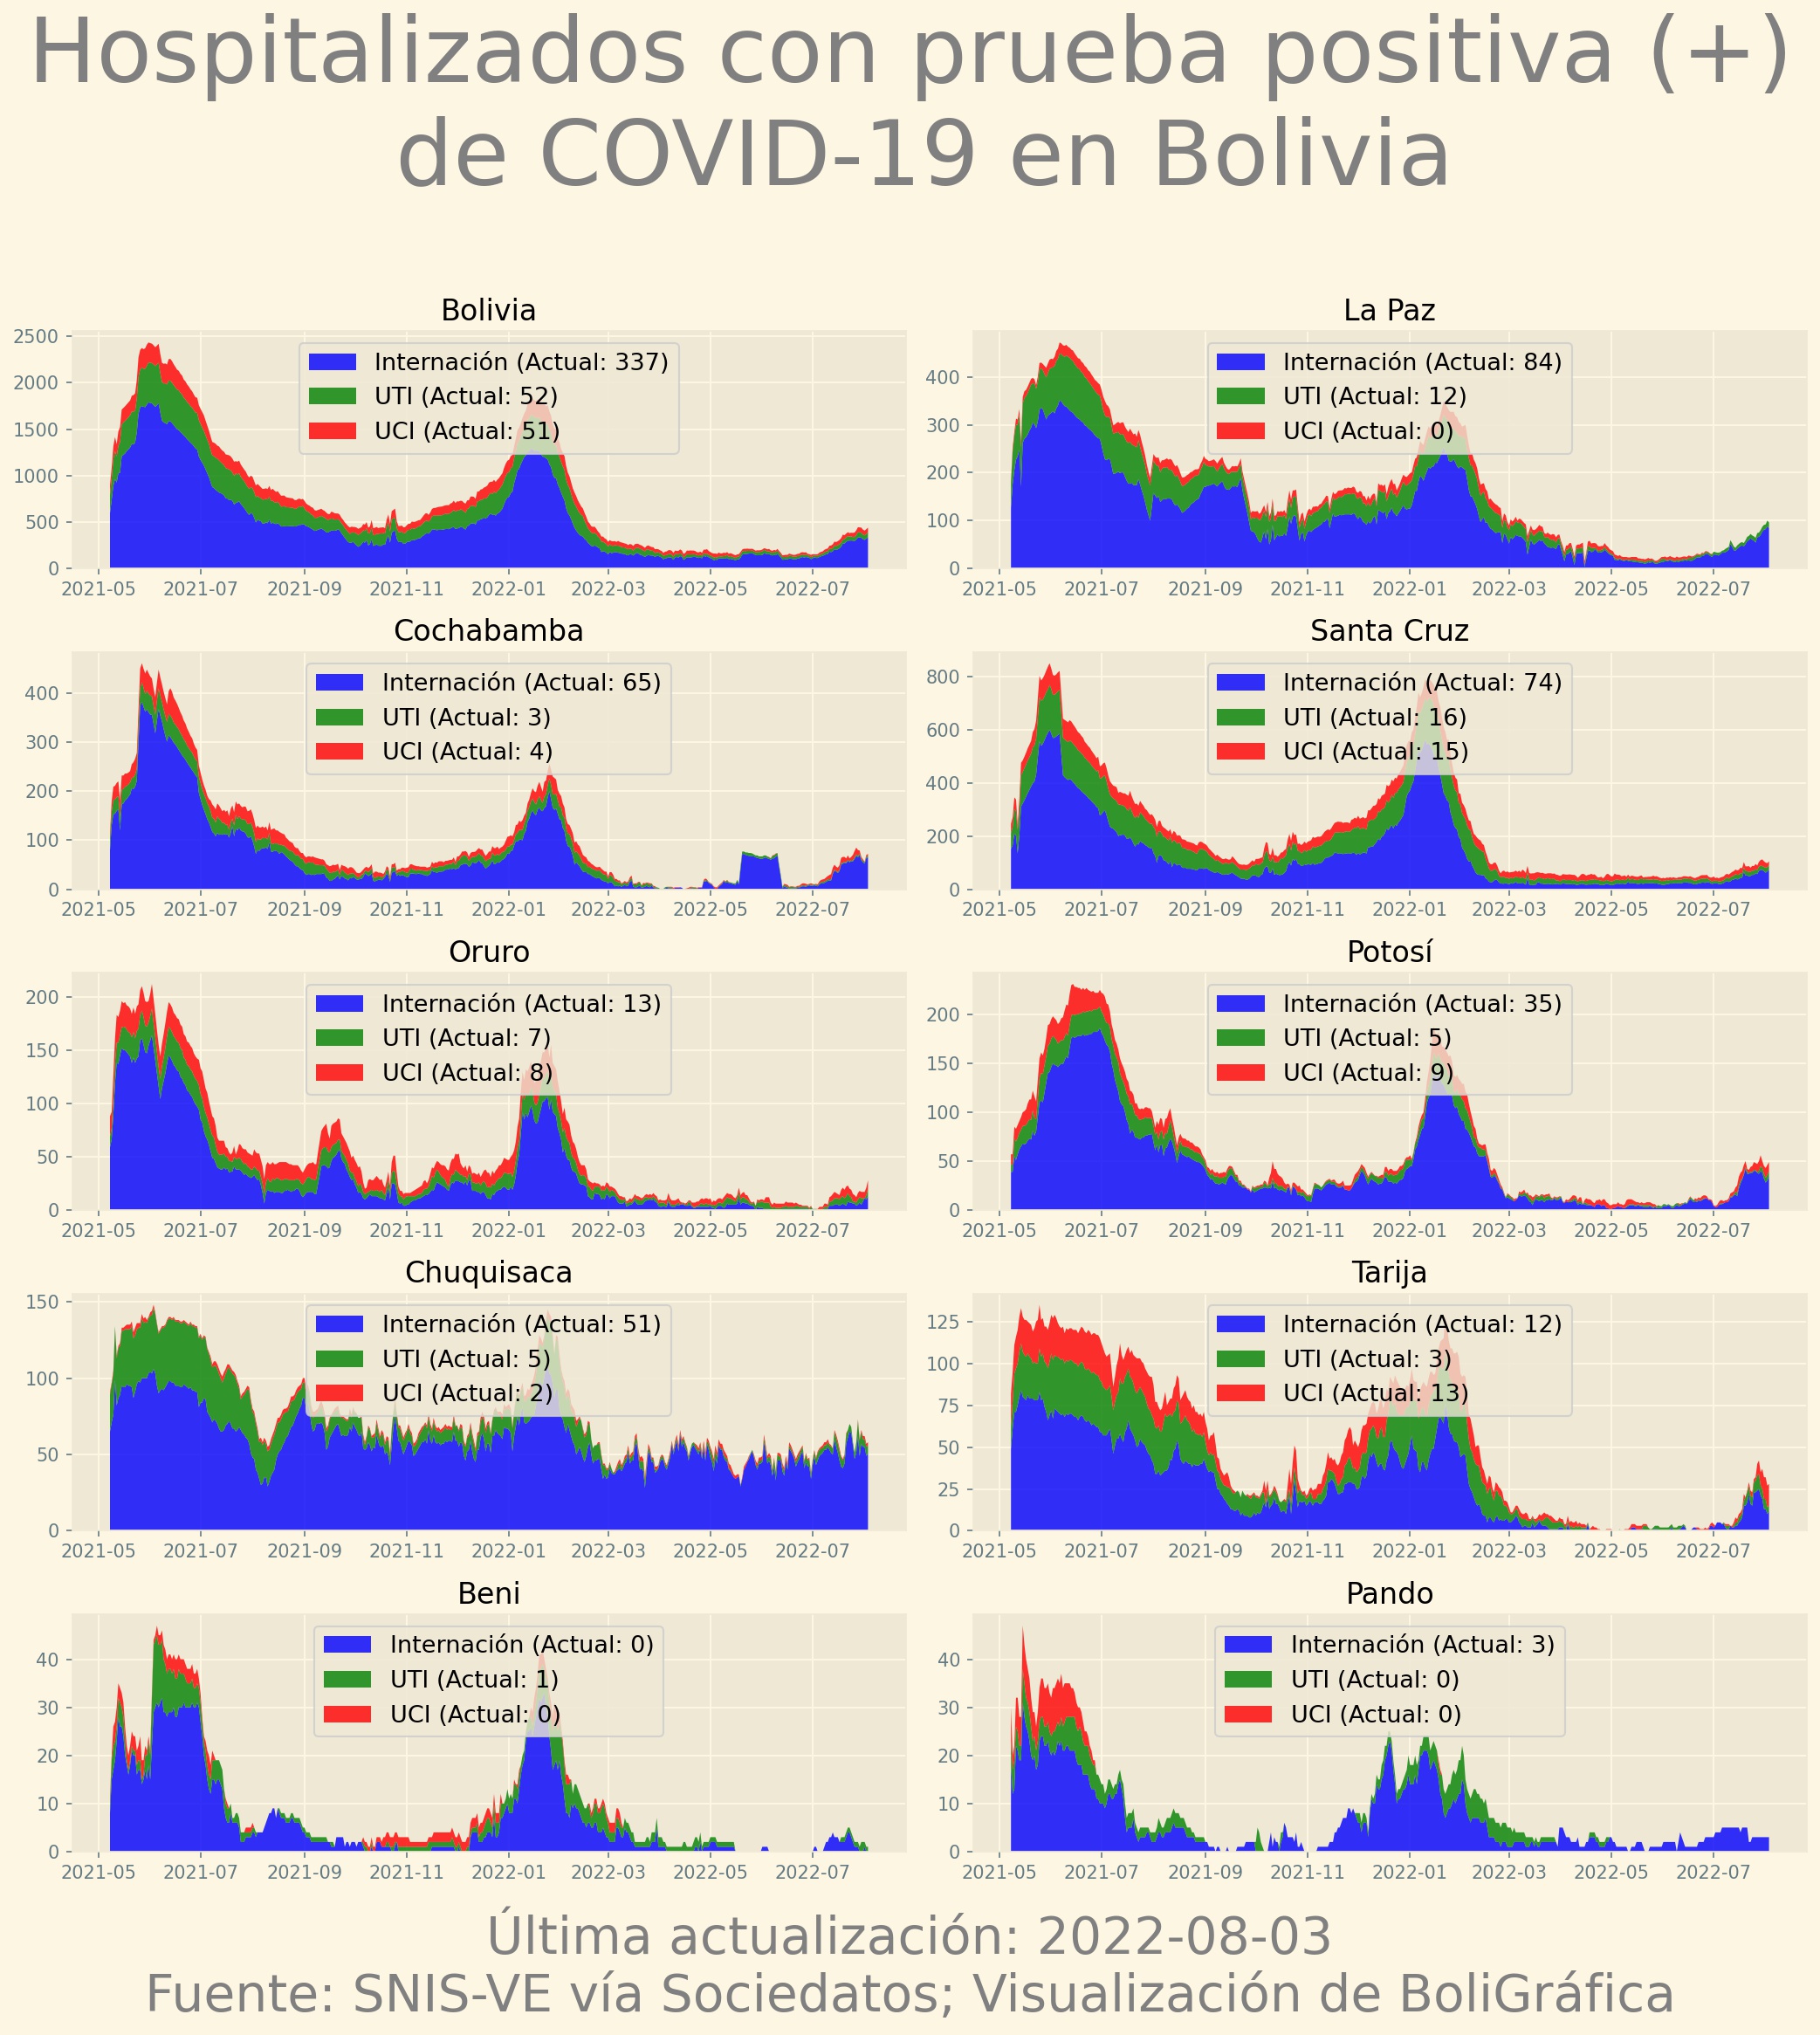 Hospitalizados con prueba positiva (+)
de COVID-19 en Bolivia
Bolivia
2500
2000
1500
1000
500
0
Internación (Actual: 337)
UTI (Actual: 52)
UCI (Actual: 51)
2021-05 2021-07 2021-09 2021-11 2022-01 2022-03 2022-05 2022-07
La Paz
400
300
200
100
0
Internación (Actual: 84)
UTI (Actual: 12)
UCI (Actual: 0)
2021-05 2021-07 2021-09 2021-11 2022-01 2022-03 2022-05 2022-07
Cochabamba
400
300
200
100
0
Internación (Actual: 65)
UTI (Actual: 3)
UCI (Actual: 4)
2021-05 2021-07 2021-09 2021-11 2022-01 2022-03 2022-05 2022-07
Santa Cruz
800
600
400
200
0
Internación (Actual: 74)
UTI (Actual: 16)
UCI (Actual: 15)
2021-05 2021-07 2021-09 2021-11 2022-01 2022-03 2022-05 2022-07
Oruro
200
150
100
50
0
Internación (Actual: 13)
UTI (Actual: 7)
UCI (Actual: 8)
2021-05 2021-07 2021-09 2021-11 2022-01 2022-03 2022-05 2022-07
Potosí
200
150
100
50
0
Internación (Actual: 35)
UTI (Actual: 5)
UCI (Actual: 9)
2021-05 2021-07 2021-09 2021-11 2022-01 2022-03 2022-05 2022-07
Chuquisaca
150
100
50
0
Internación (Actual: 51)
UTI (Actual: 5)
UCI (Actual: 2)
2021-05 2021-07 2021-09 2021-11 2022-01 2022-03 2022-05 2022-07
Tarija
125
100
75
50
25
0
Internación (Actual: 12)
UTI (Actual: 3)
UCI (Actual: 13)
2021-05 2021-07 2021-09 2021-11 2022-01 2022-03 2022-05 2022-07
Beni
40
30
20
10
0
Internación (Actual: 0)
UTI (Actual: 1)
UCI (Actual: 0)
2021-05 2021-07 2021-09 2021-11 2022-01 2022-03 2022-05 2022-07
Pando
40
30
20
10
0
Internación (Actual: 3)
UTI (Actual: 0)
UCI (Actual: 0)
2021-05 2021-07 2021-09 2021-11 2022-01 2022-03 2022-05 2022-07
Última actualización: 2022-08-03
Fuente: SNIS-VE vía Sociedatos; Visualización de BoliGráfica